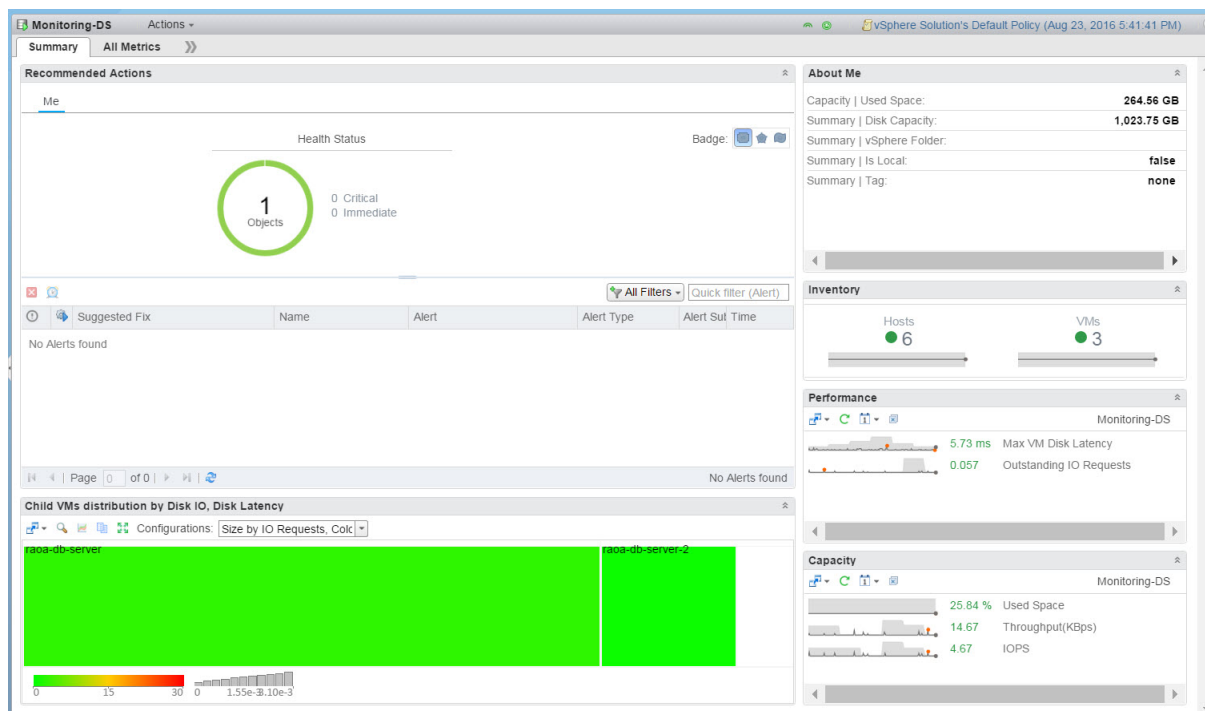 Monitoring-DS Actions vSphere Solution's Default Policy (Aug 23, 2016 5:41:41 PM)
Summary All Metrics
Recommended Actions
Me
Health Status
Badge:
1
Objects
0 Critical
0 Immediate
All Filters Quick filter (Alert)
Suggested Fix Name Alert Alert Type Alert Sul Time
No Alerts found
Page 0 of 0 No Alerts found
Child VMs distribution by Disk IO, Disk Latency
Configurations: Size by IO Requests, Colc
raoa-db-server raoa-db-server-2
0 15 30 0 1.55e-3 3.10e-3
About Me
Capacity | Used Space: 264.56 GB
Summary | Disk Capacity: 1,023.75 GB
Summary | vSphere Folder:
Summary | Is Local: false
Summary | Tag: none
Inventory
Hosts VMs
6 3
Performance
1 Monitoring-DS
5.73 ms Max VM Disk Latency
0.057 Outstanding IO Requests
Capacity
1 Monitoring-DS
25.84 % Used Space
14.67 Throughput(KBps)
4.67 IOPS